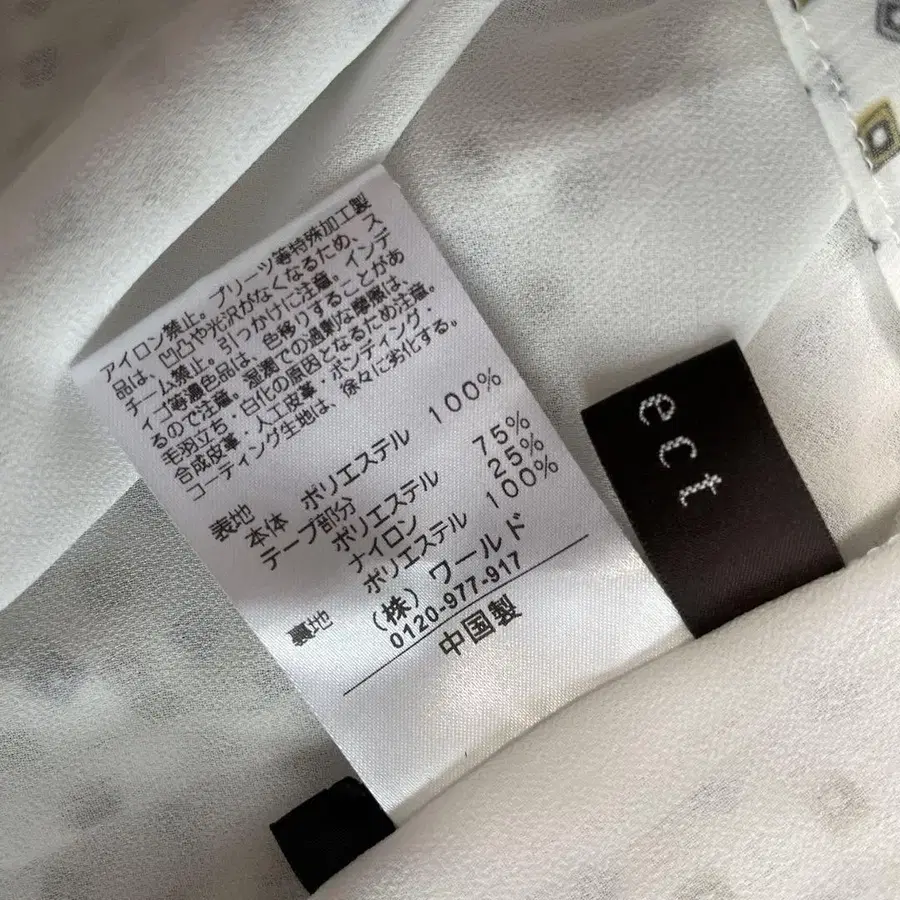 アイロン禁止。プリーツ等特殊加工製
品は、凹凸や光沢がなくなるため、ス
チーム禁止。引っかけに注意。インデ
ィゴ等濃色品は、色移りすることがあ
るので注意。湿潤での過剰な摩擦は、
毛羽立ち・白化の原因となるため注意。
合成皮革・人工皮革・ボンディング・
コーティング生地は、徐々に劣化する。
表地
本体 ポリエステル 100%
テープ部分
ポリエステル 75%
ナイロン 25%
裏地 ポリエステル 100%
(株) ワールド
0120-977-917
中国製
ect